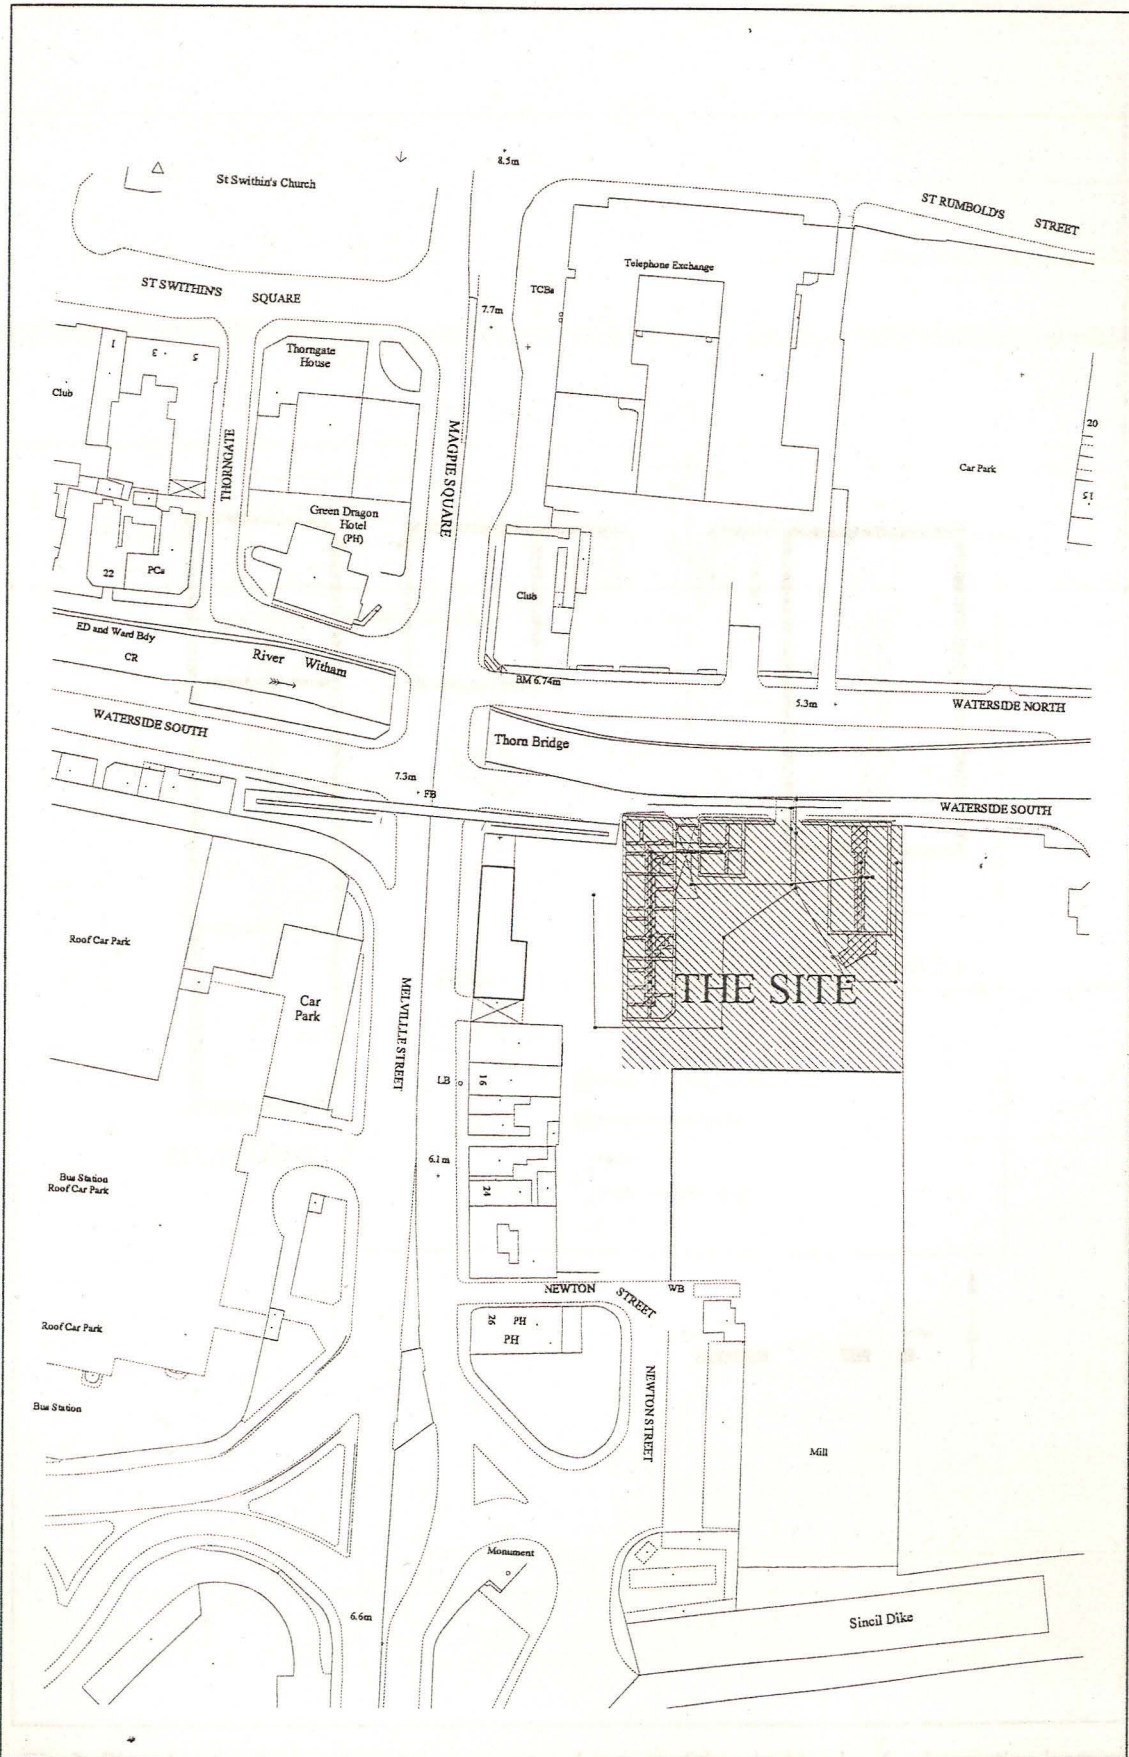 8.5m
St Swithin's Church
ST RUMBOLD'S STREET
Telephone Exchange
TCBs
ST SWITHIN'S SQUARE
7.7m
1 3 5
Thorngate
House
Club
20
MAGPIE SQUARE
THORNGATE
Car Park
15
Green Dragon
Hotel
(PH)
22
PCs
Club
ED and Ward Bdy
CR
River Witham
BM 6.74m
5.3m
WATERSIDE NORTH
WATERSIDE SOUTH
Thorn Bridge
7.3m
FB
WATERSIDE SOUTH
Roof Car Park
Car
Park
THE SITE
MELVILLE STREET
LB
16
6.1m
Bus Station
Roof Car Park
24
NEWTON STREET
WB
26
PH
PH
Roof Car Park
NEWTON STREET
Bus Station
Mill
Monument
6.6m
Sincil Dike